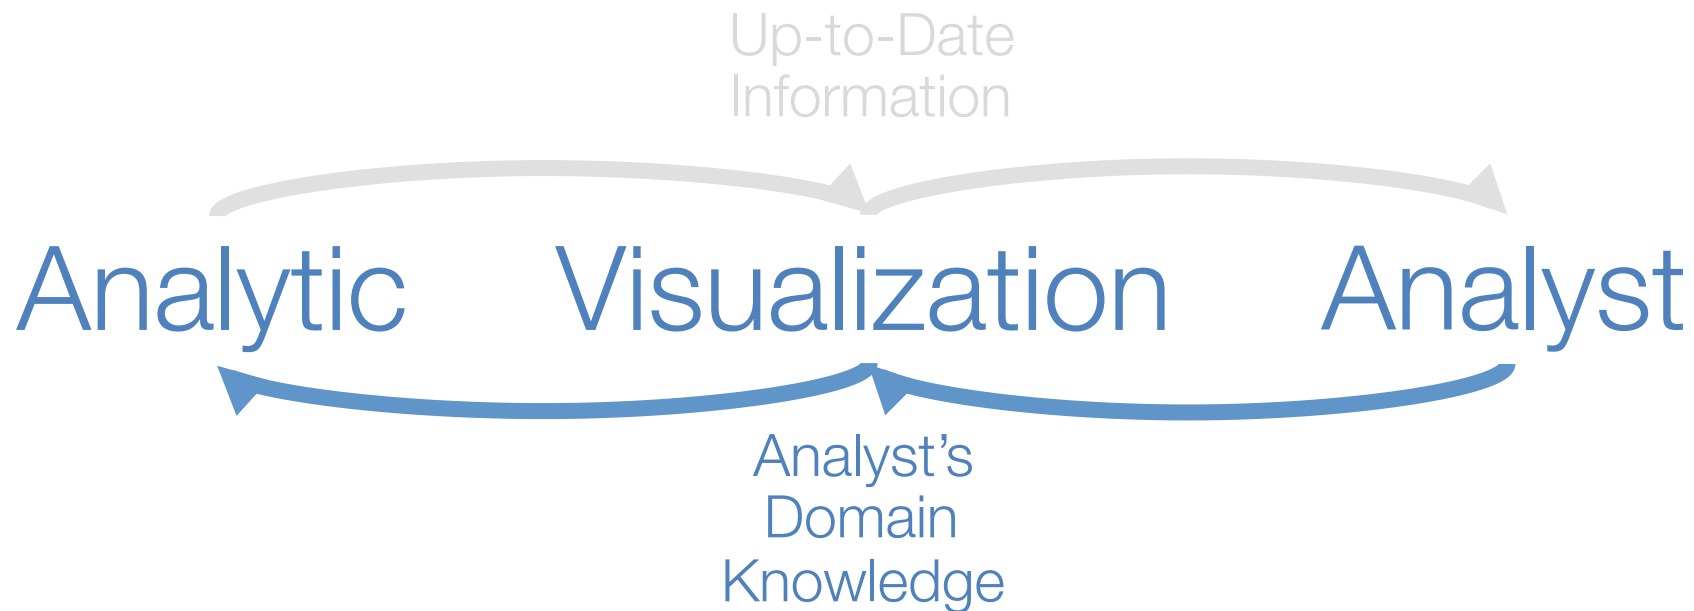 Up-to-Date
Information
Analytic Visualization Analyst
Analyst’s
Domain
Knowledge